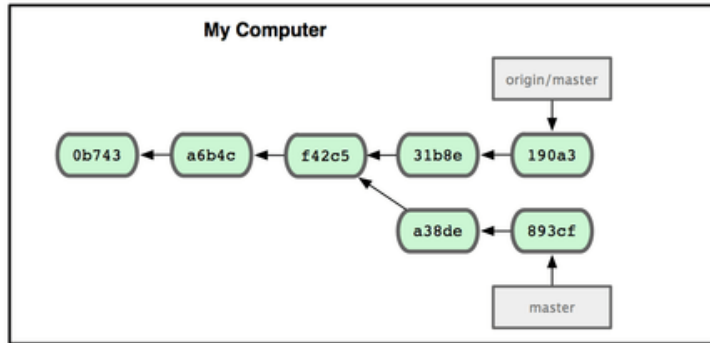 My Computer
origin/master
0b743
a6b4c
f42c5
31b8e
190a3
a38de
893cf
master